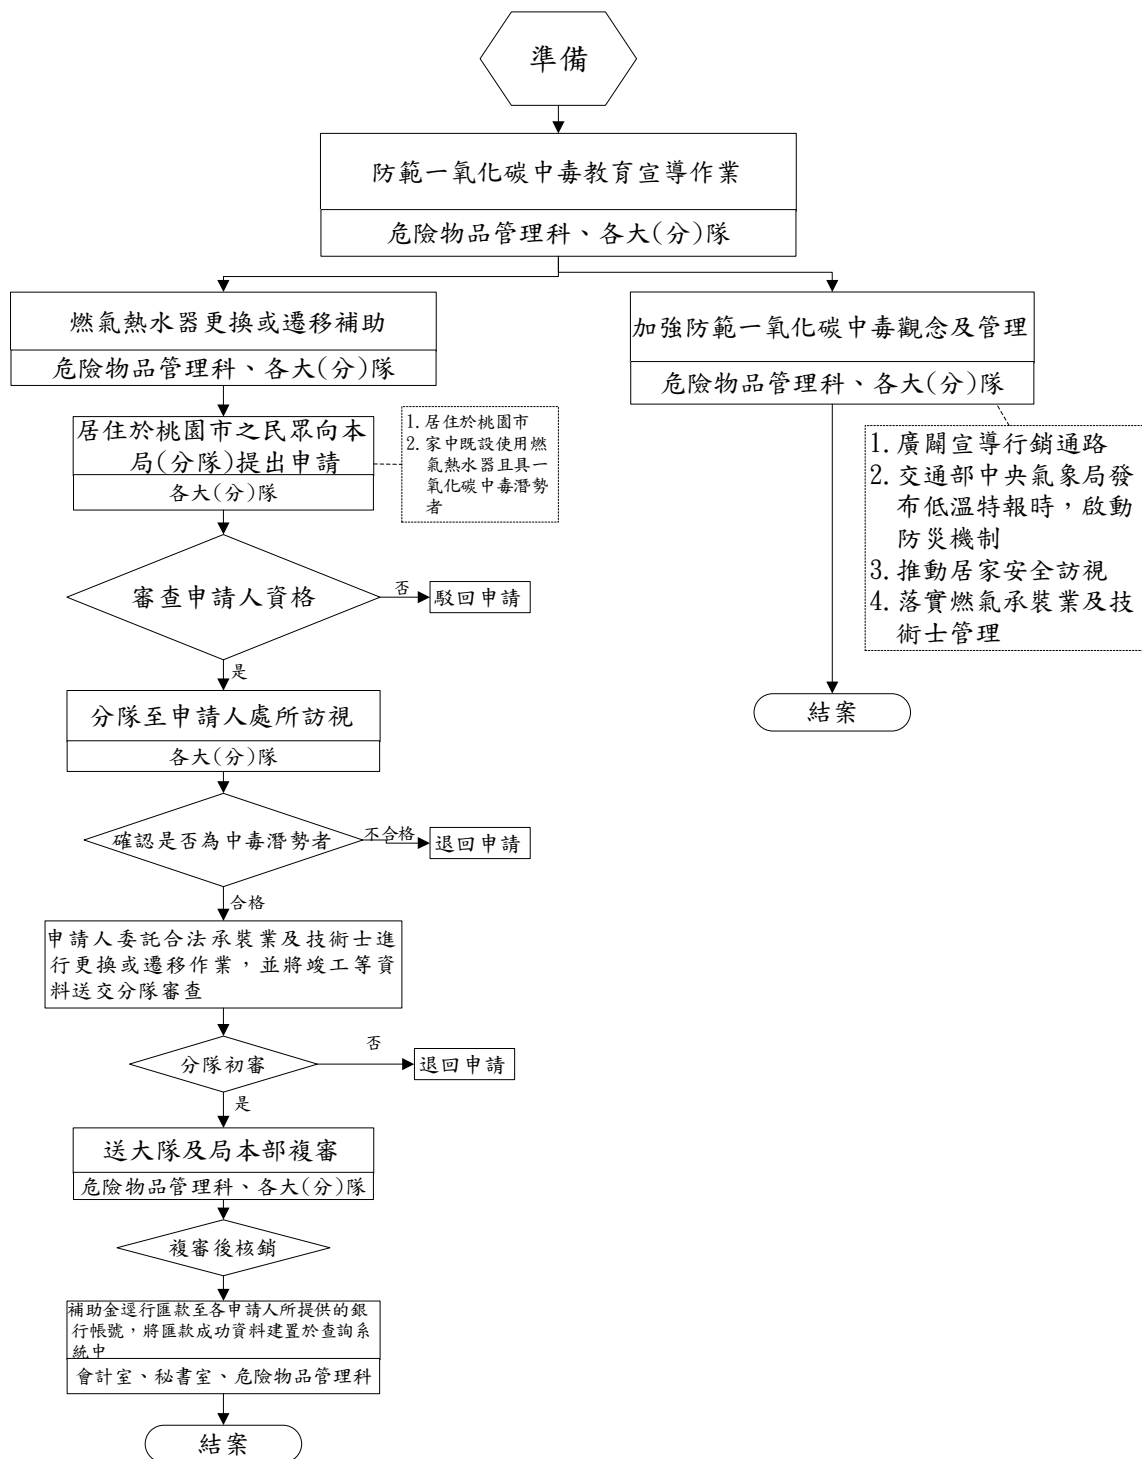 準備
防範一氧化碳中毒教育宣導作業
危險物品管理科、各大(分)隊
燃氣熱水器更換或遷移補助
危險物品管理科、各大(分)隊
居住於桃園市之民眾向本
局(分隊)提出申請
各大(分)隊
1.居住於桃園市
2.家中既設使用燃
氣熱水器且具一
氧化碳中毒潛勢
者
審查申請人資格
否
駁回申請
是
分隊至申請人處所訪視
各大(分)隊
確認是否為中毒潛勢者
不合格
退回申請
合格
申請人委託合法承裝業及技術士進
行更換或遷移作業，並將竣工等資
料送交分隊審查
分隊初審
否
退回申請
是
送大隊及局本部複審
危險物品管理科、各大(分)隊
複審後核銷
補助金逕行匯款至各申請人所提供的銀
行帳號，將匯款成功資料建置於查詢系
統中
會計室、秘書室、危險物品管理科
結案
加強防範一氧化碳中毒觀念及管理
危險物品管理科、各大(分)隊
1.廣闢宣導行銷通路
2.交通部中央氣象局發
布低溫特報時，啟動
防災機制
3.推動居家安全訪視
4.落實燃氣承裝業及技
術士管理
結案